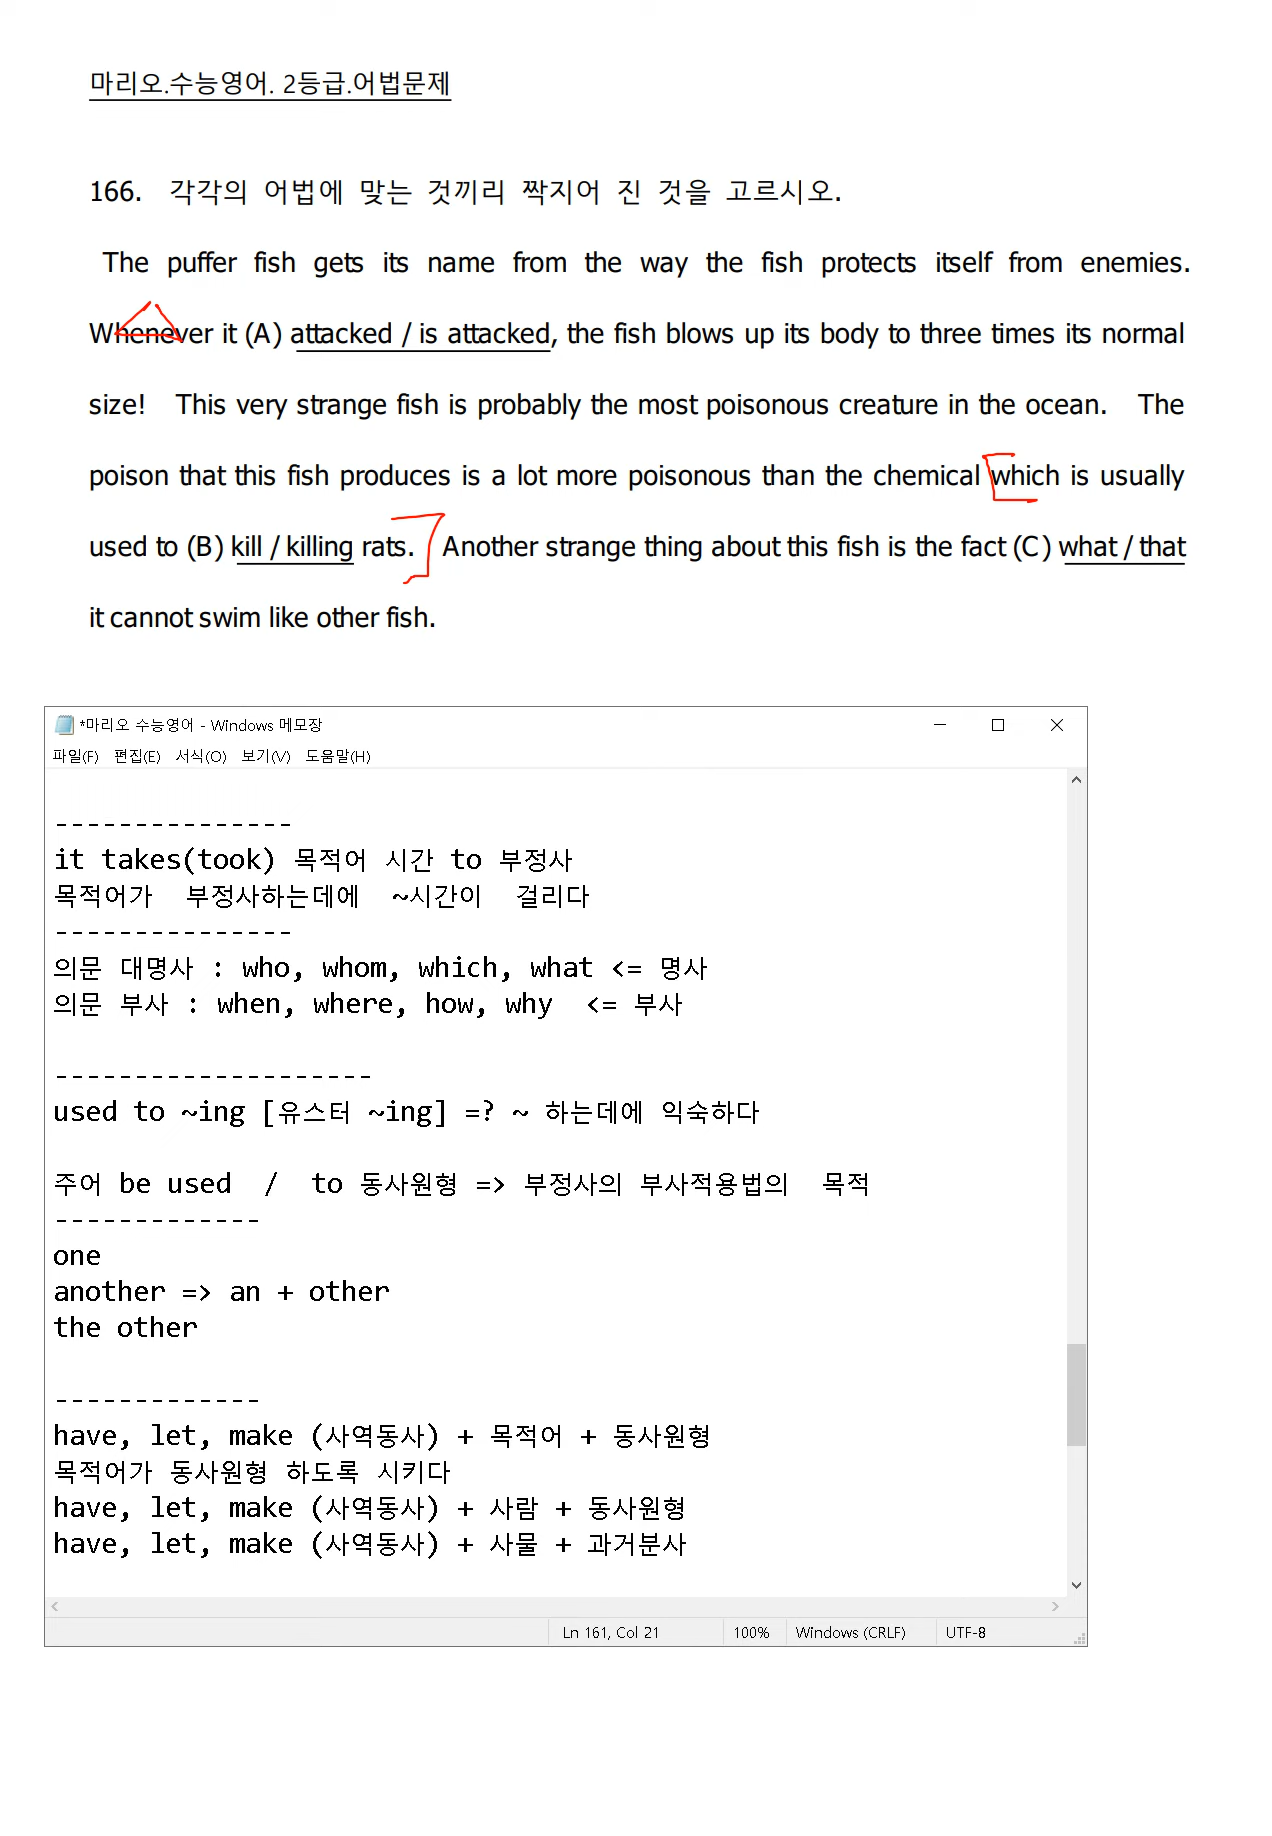 마리오.수능영어. 2등급.어법문제
166. 각각의 어법에 맞는 것끼리 짝지어 진 것을 고르시오.
The puffer fish gets its name from the way the fish protects itself from enemies.
Whenever it (A) attacked / is attacked, the fish blows up its body to three times its normal
size! This very strange fish is probably the most poisonous creature in the ocean. The
poison that this fish produces is a lot more poisonous than the chemical which is usually
used to (B) kill / killing rats. Another strange thing about this fish is the fact (C) what / that
it cannot swim like other fish.
*마리오 수능영어 - Windows 메모장
파일(F) 편집(E) 서식(O) 보기(V) 도움말(H)
---------------
it takes(took) 목적어 시간 to 부정사
목적어가 부정사하는데에 ~시간이 걸리다
---------------
의문 대명사 : who, whom, which, what <= 명사
의문 부사 : when, where, how, why <= 부사
--------------------
used to ~ing [유스터 ~ing] =? ~ 하는데에 익숙하다
주어 be used / to 동사원형 => 부정사의 부사적용법의 목적
-------------
one
another => an + other
the other
-------------
have, let, make (사역동사) + 목적어 + 동사원형
목적어가 동사원형 하도록 시키다
have, let, make (사역동사) + 사람 + 동사원형
have, let, make (사역동사) + 사물 + 과거분사
Ln 161, Col 21 100% Windows (CRLF) UTF-8